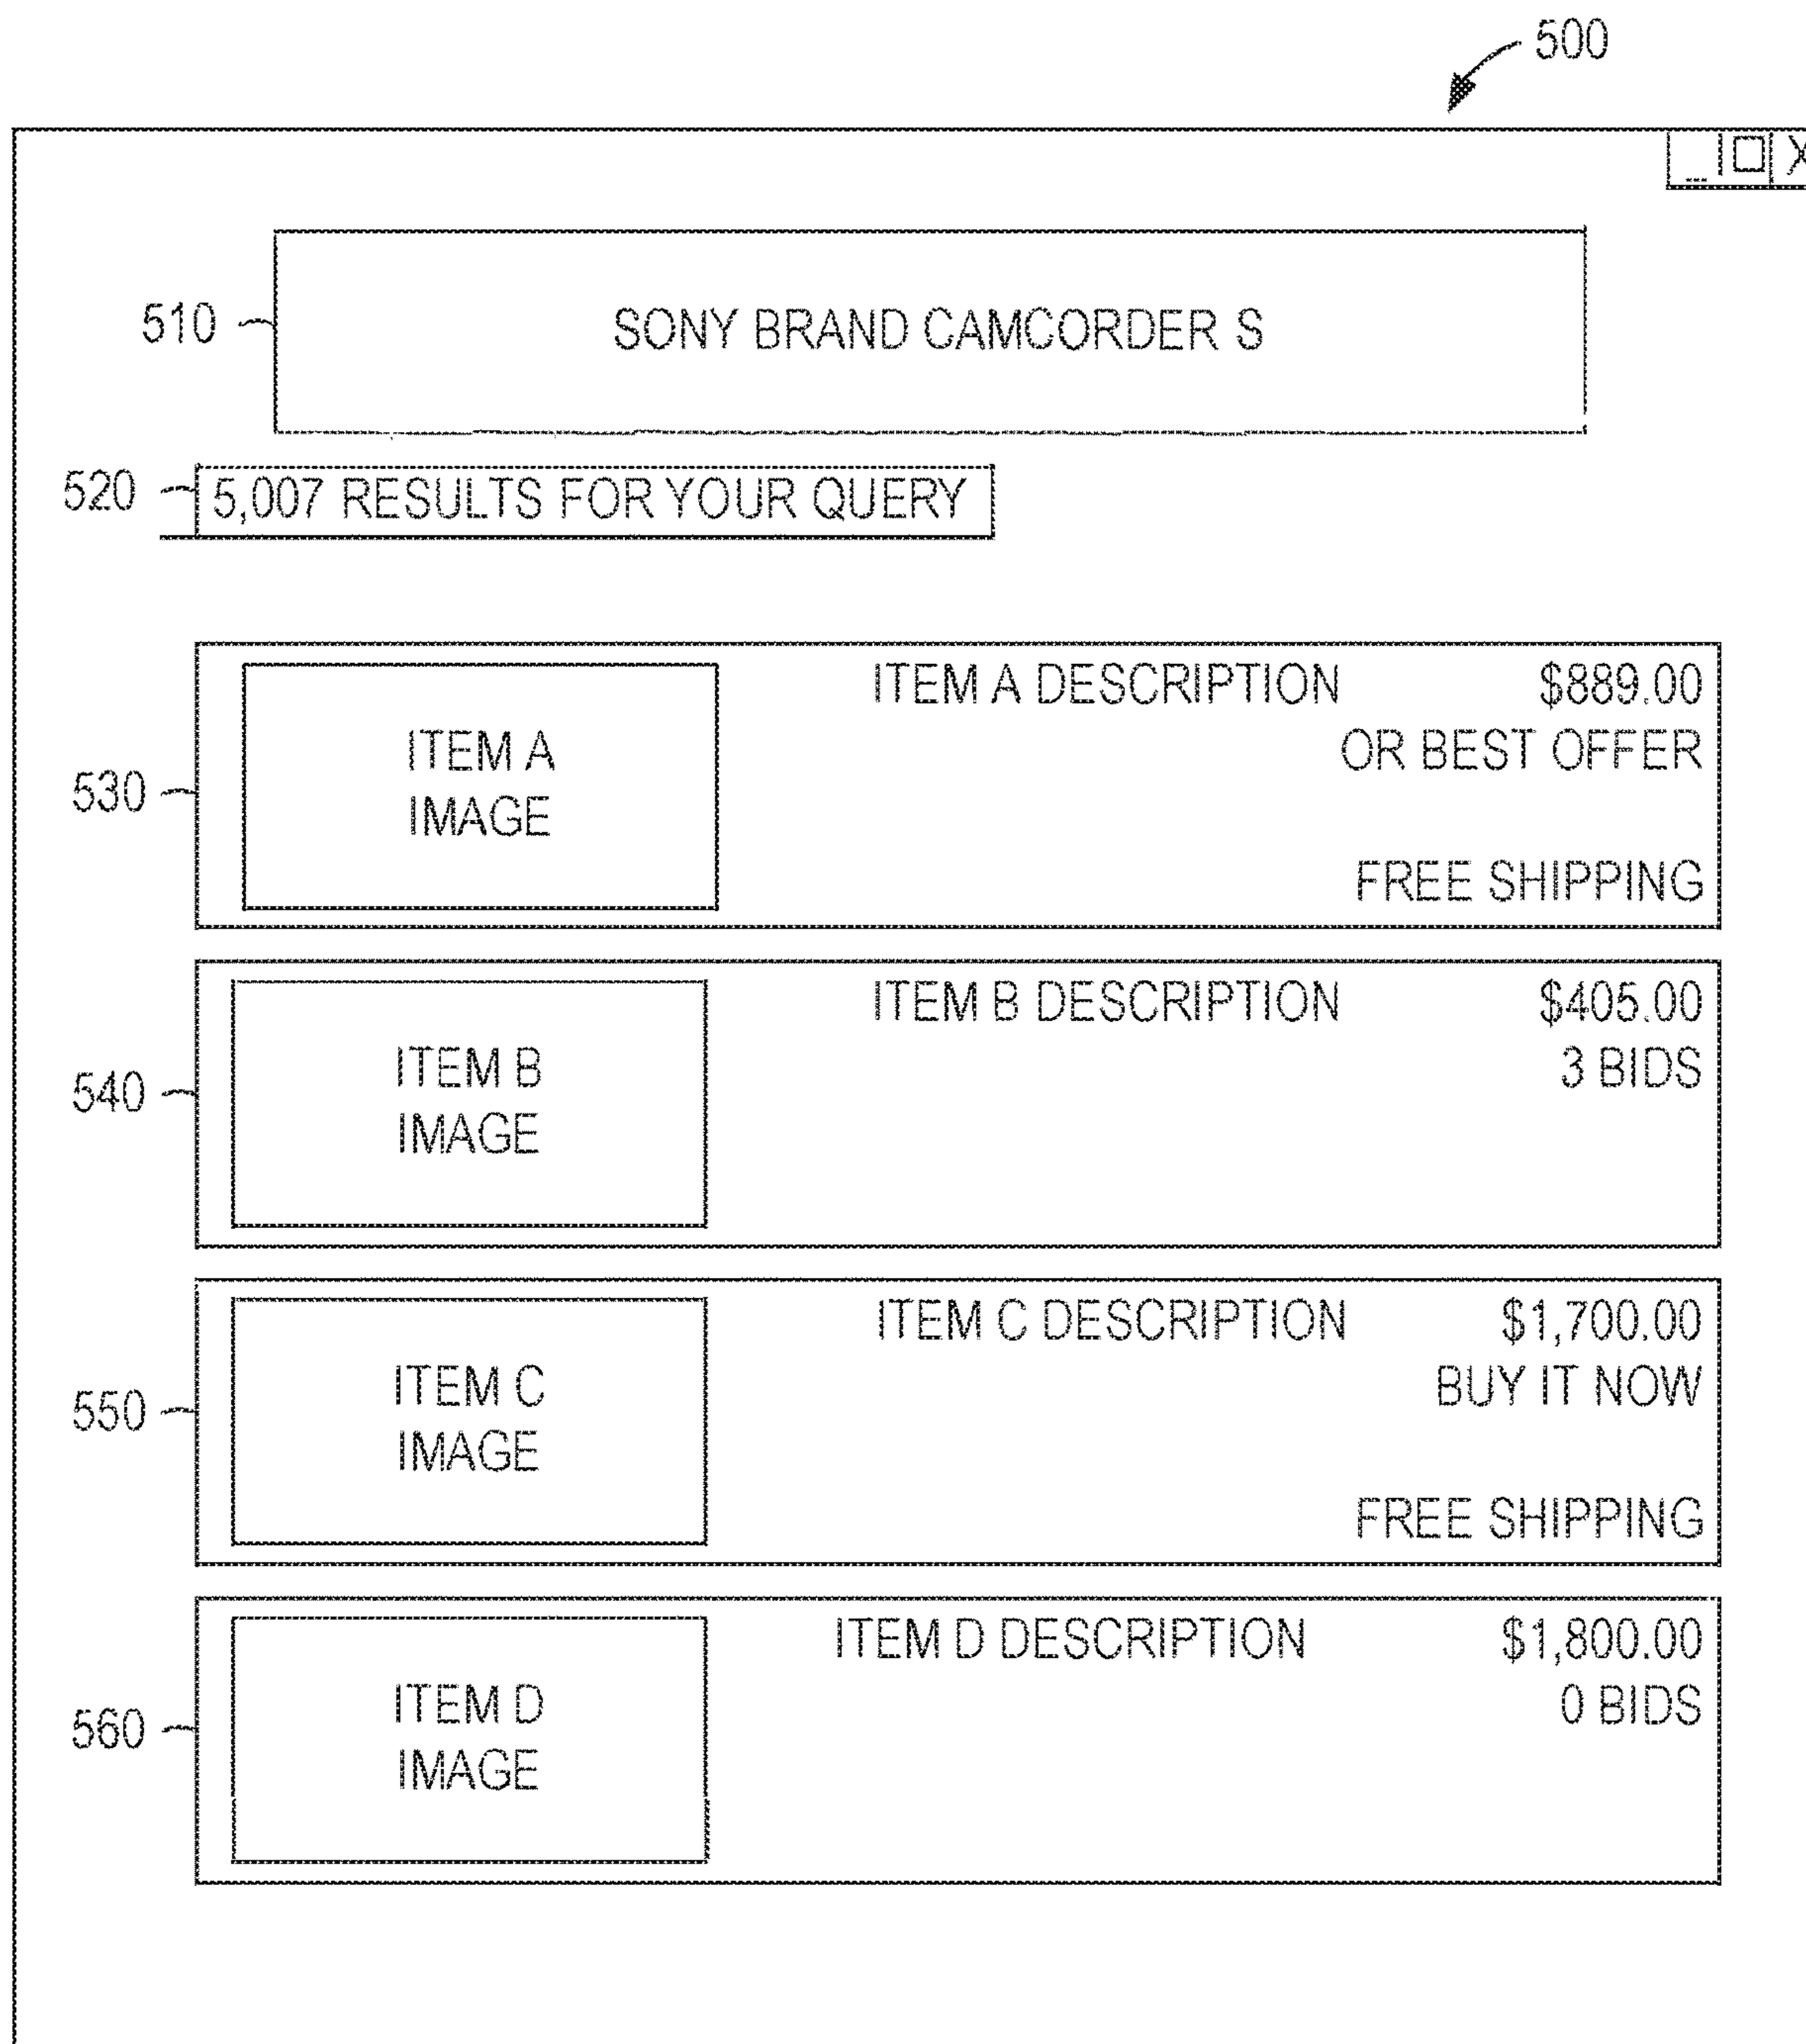 500
_ □ X
510
SONY BRAND CAMCORDER S
520
5,007 RESULTS FOR YOUR QUERY
530
ITEM A
IMAGE
ITEM A DESCRIPTION $889.00
OR BEST OFFER
FREE SHIPPING
540
ITEM B
IMAGE
ITEM B DESCRIPTION $405.00
3 BIDS
550
ITEM C
IMAGE
ITEM C DESCRIPTION $1,700.00
BUY IT NOW
FREE SHIPPING
560
ITEM D
IMAGE
ITEM D DESCRIPTION $1,800.00
0 BIDS